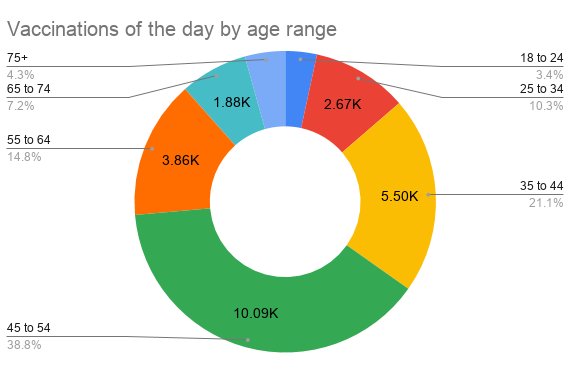 Vaccinations of the day by age range
75+
4.3%
65 to 74
7.2%
55 to 64
14.8%
45 to 54
38.8%
18 to 24
3.4%
25 to 34
10.3%
35 to 44
21.1%
1.88K
2.67K
3.86K
5.50K
10.09K